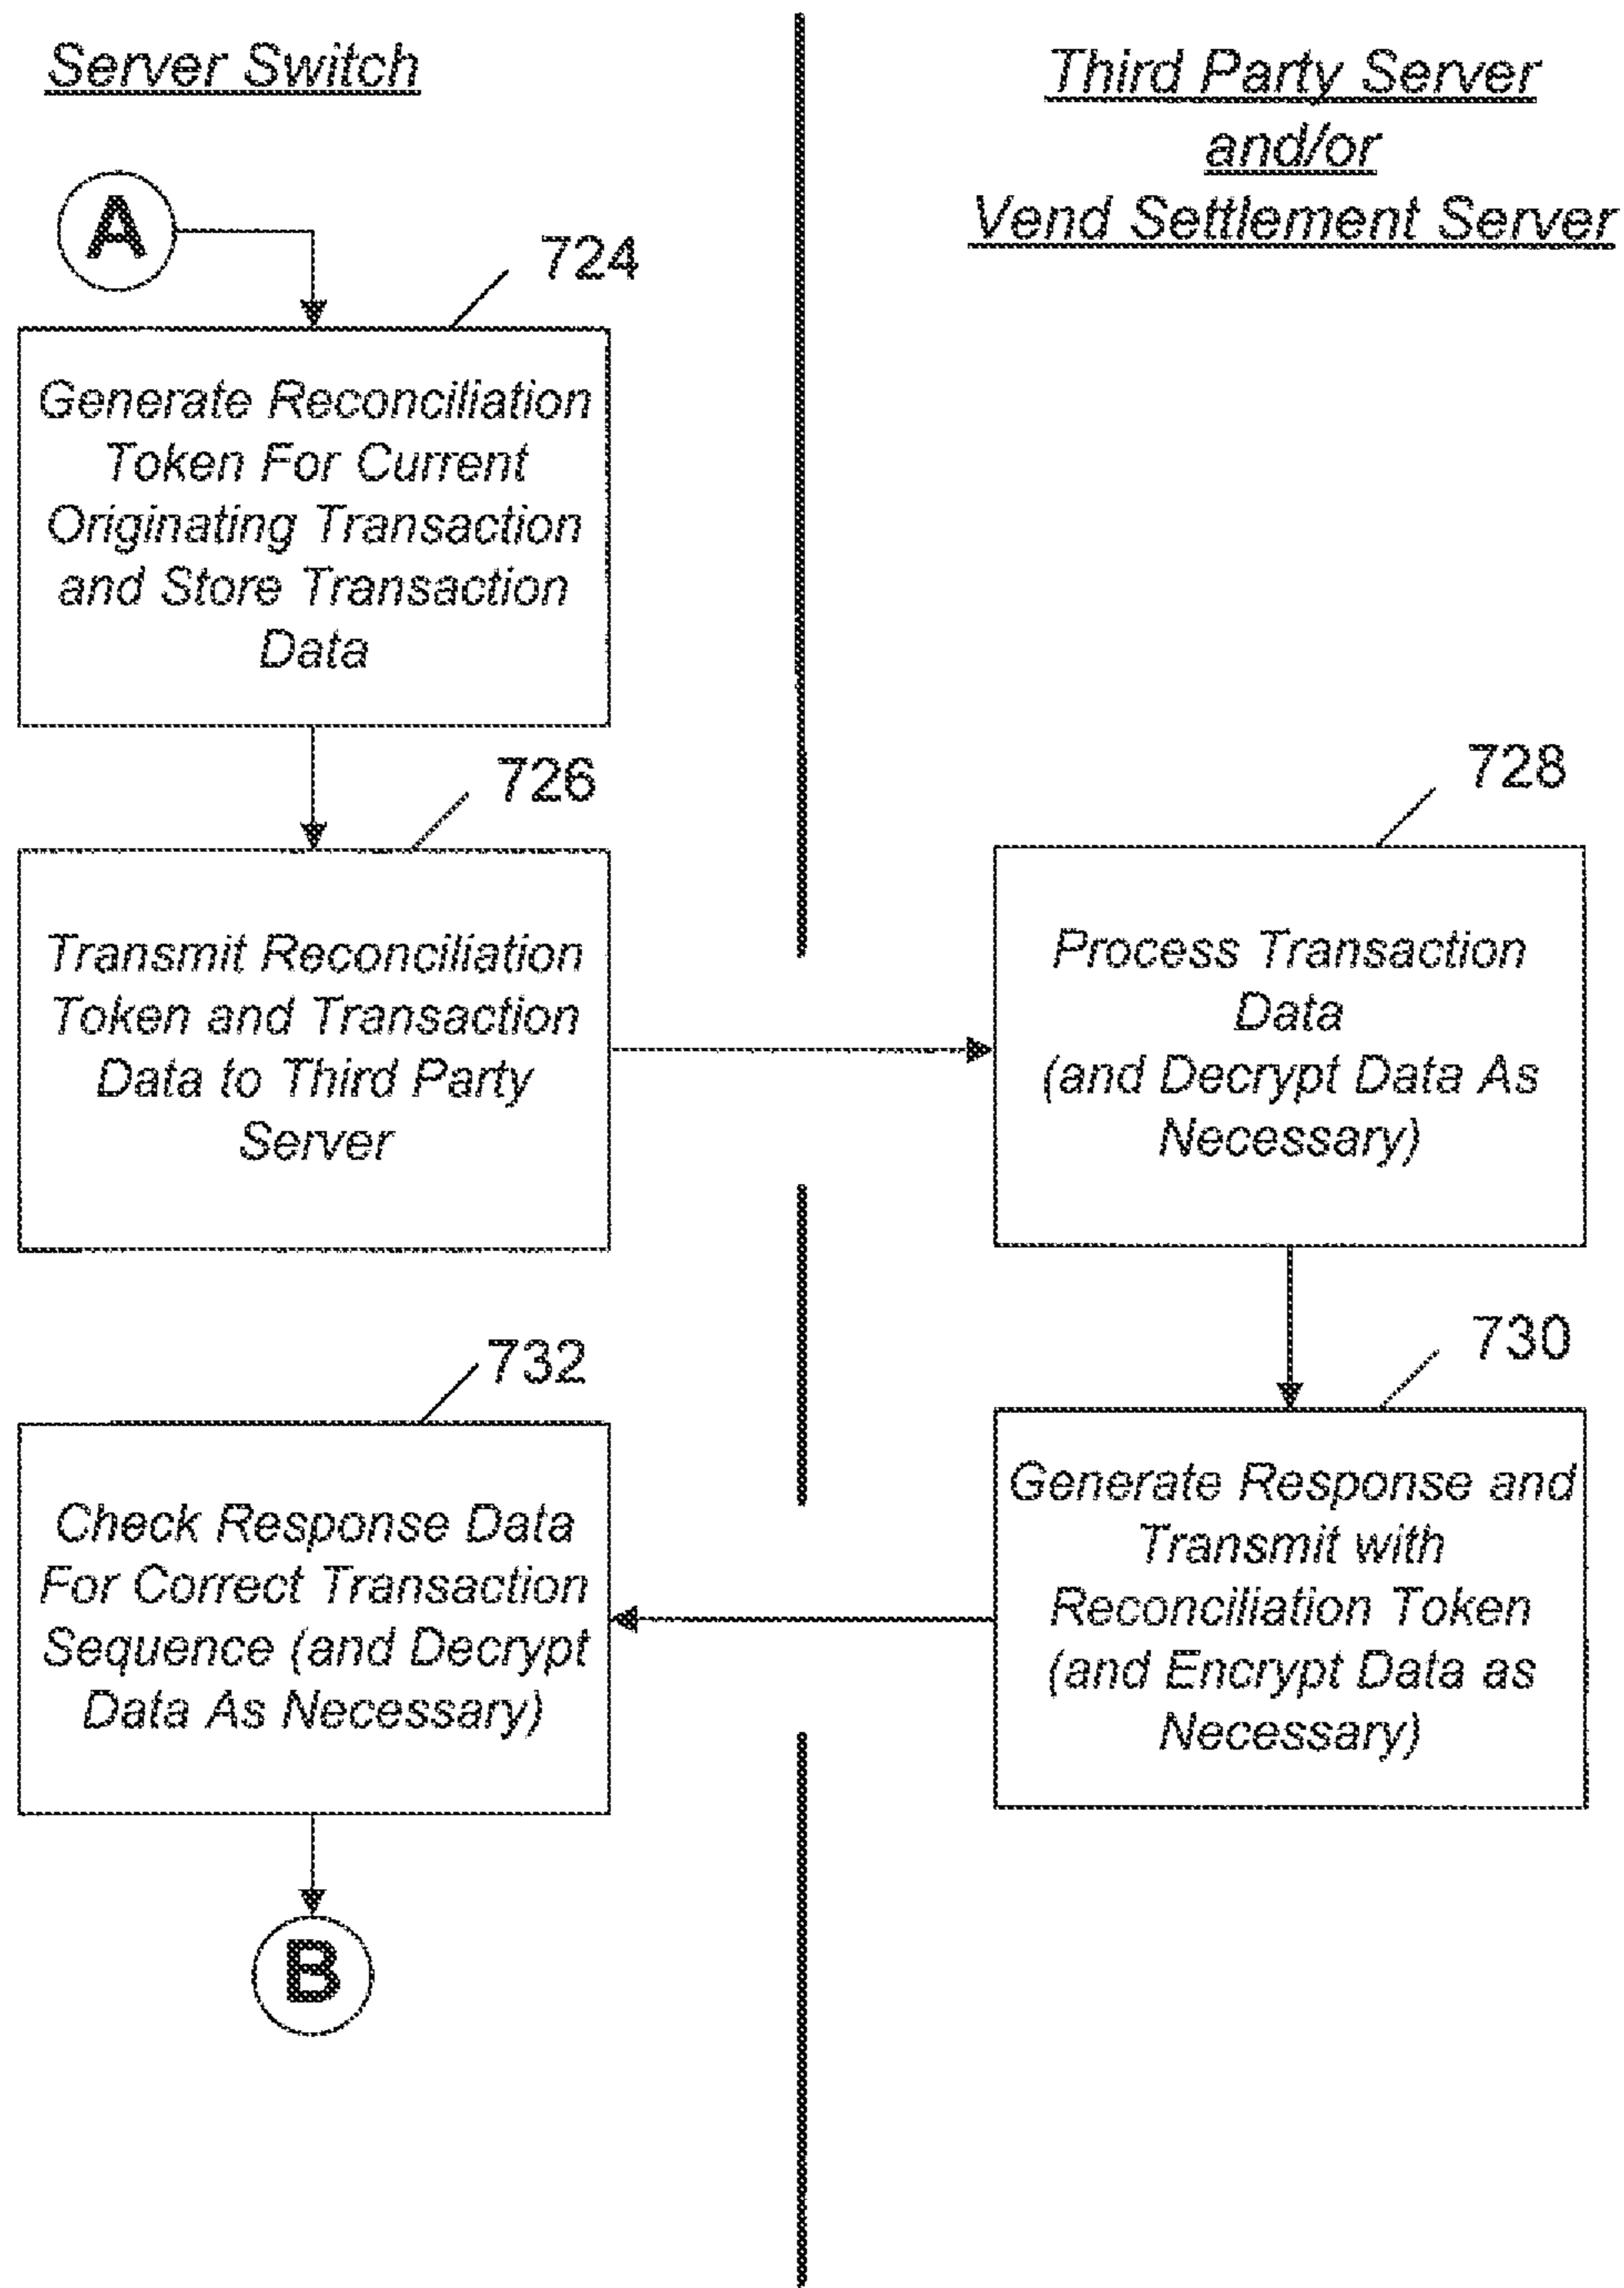 Server Switch
Third Party Server
and/or
Vend Settlement Server
A
724
Generate Reconciliation
Token For Current
Originating Transaction
and Store Transaction
Data
726
Transmit Reconciliation
Token and Transaction
Data to Third Party
Server
728
Process Transaction
Data
(and Decrypt Data As
Necessary)
730
Generate Response and
Transmit with
Reconciliation Token
(and Encrypt Data as
Necessary)
732
Check Response Data
For Correct Transaction
Sequence (and Decrypt
Data As Necessary)
B